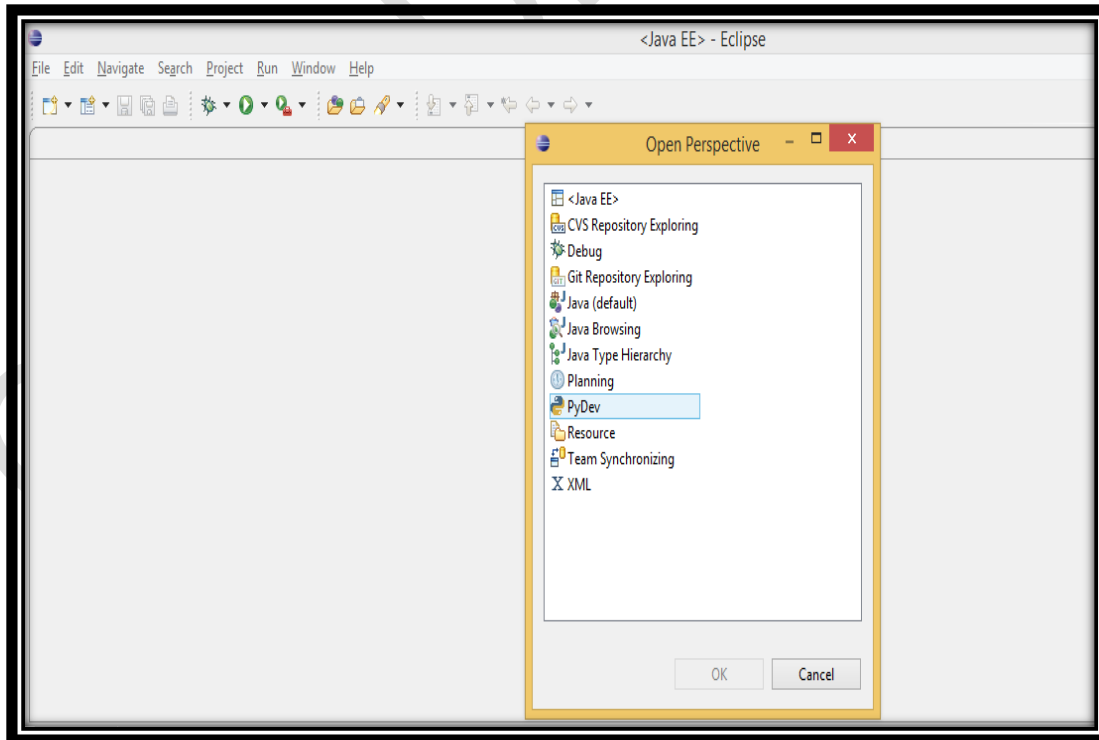 <Java EE> - Eclipse
File Edit Navigate Search Project Run Window Help
Open Perspective
<Java EE>
CVS Repository Exploring
Debug
Git Repository Exploring
Java (default)
Java Browsing
Java Type Hierarchy
Planning
PyDev
Resource
Team Synchronizing
XML
OK Cancel